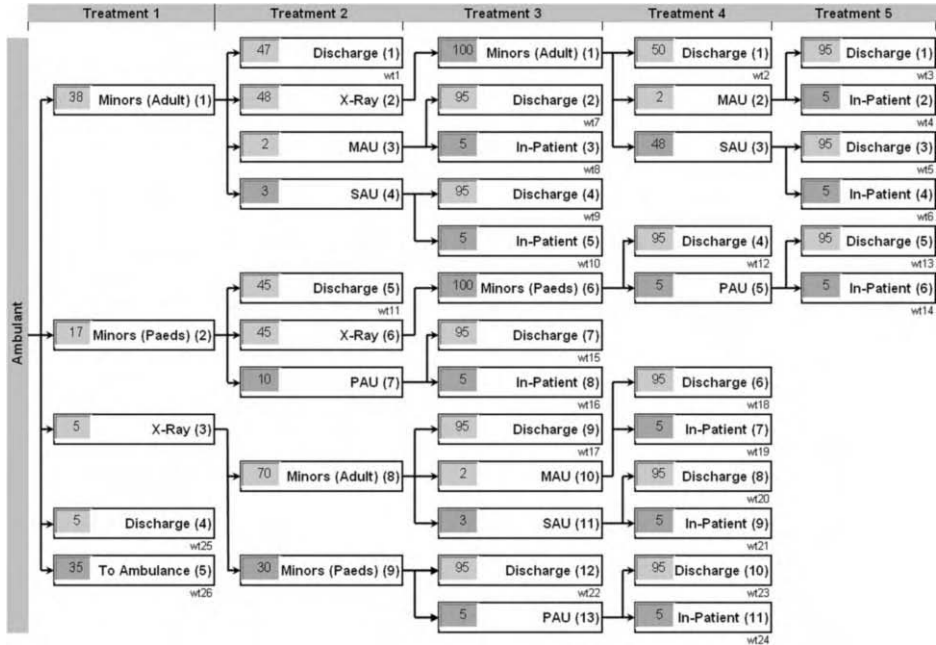 Treatment 1 Treatment 2 Treatment 3 Treatment 4 Treatment 5
Ambulant
47 Discharge (1) 100 Minors (Adult) (1) 50 Discharge (1) 95 Discharge (1)
wt1 wt2 wt3
38 Minors (Adult) (1) 48 X-Ray (2) 95 Discharge (2) 2 MAU (2) 5 In-Patient (2)
wt7 wt4
2 MAU (3) 5 In-Patient (3) 48 SAU (3) 95 Discharge (3)
wt8 wt5
3 SAU (4) 95 Discharge (4) 5 In-Patient (4)
wt9 wt6
5 In-Patient (5) 95 Discharge (4) 95 Discharge (5)
wt10 wt12 wt13
45 Discharge (5) 100 Minors (Paeds) (6) 5 PAU (5) 5 In-Patient (6)
wt11 wt14
17 Minors (Paeds) (2) 45 X-Ray (6) 95 Discharge (7)
wt15
10 PAU (7) 5 In-Patient (8) 95 Discharge (6)
wt16 wt18
5 X-Ray (3) 95 Discharge (9) 5 In-Patient (7)
wt17 wt19
70 Minors (Adult) (8) 2 MAU (10) 95 Discharge (8)
wt20
5 Discharge (4) 3 SAU (11) 5 In-Patient (9)
wt25 wt21
35 To Ambulance (5) 30 Minors (Paeds) (9) 95 Discharge (12) 95 Discharge (10)
wt26 wt22 wt23
5 PAU (13) 5 In-Patient (11)
wt24